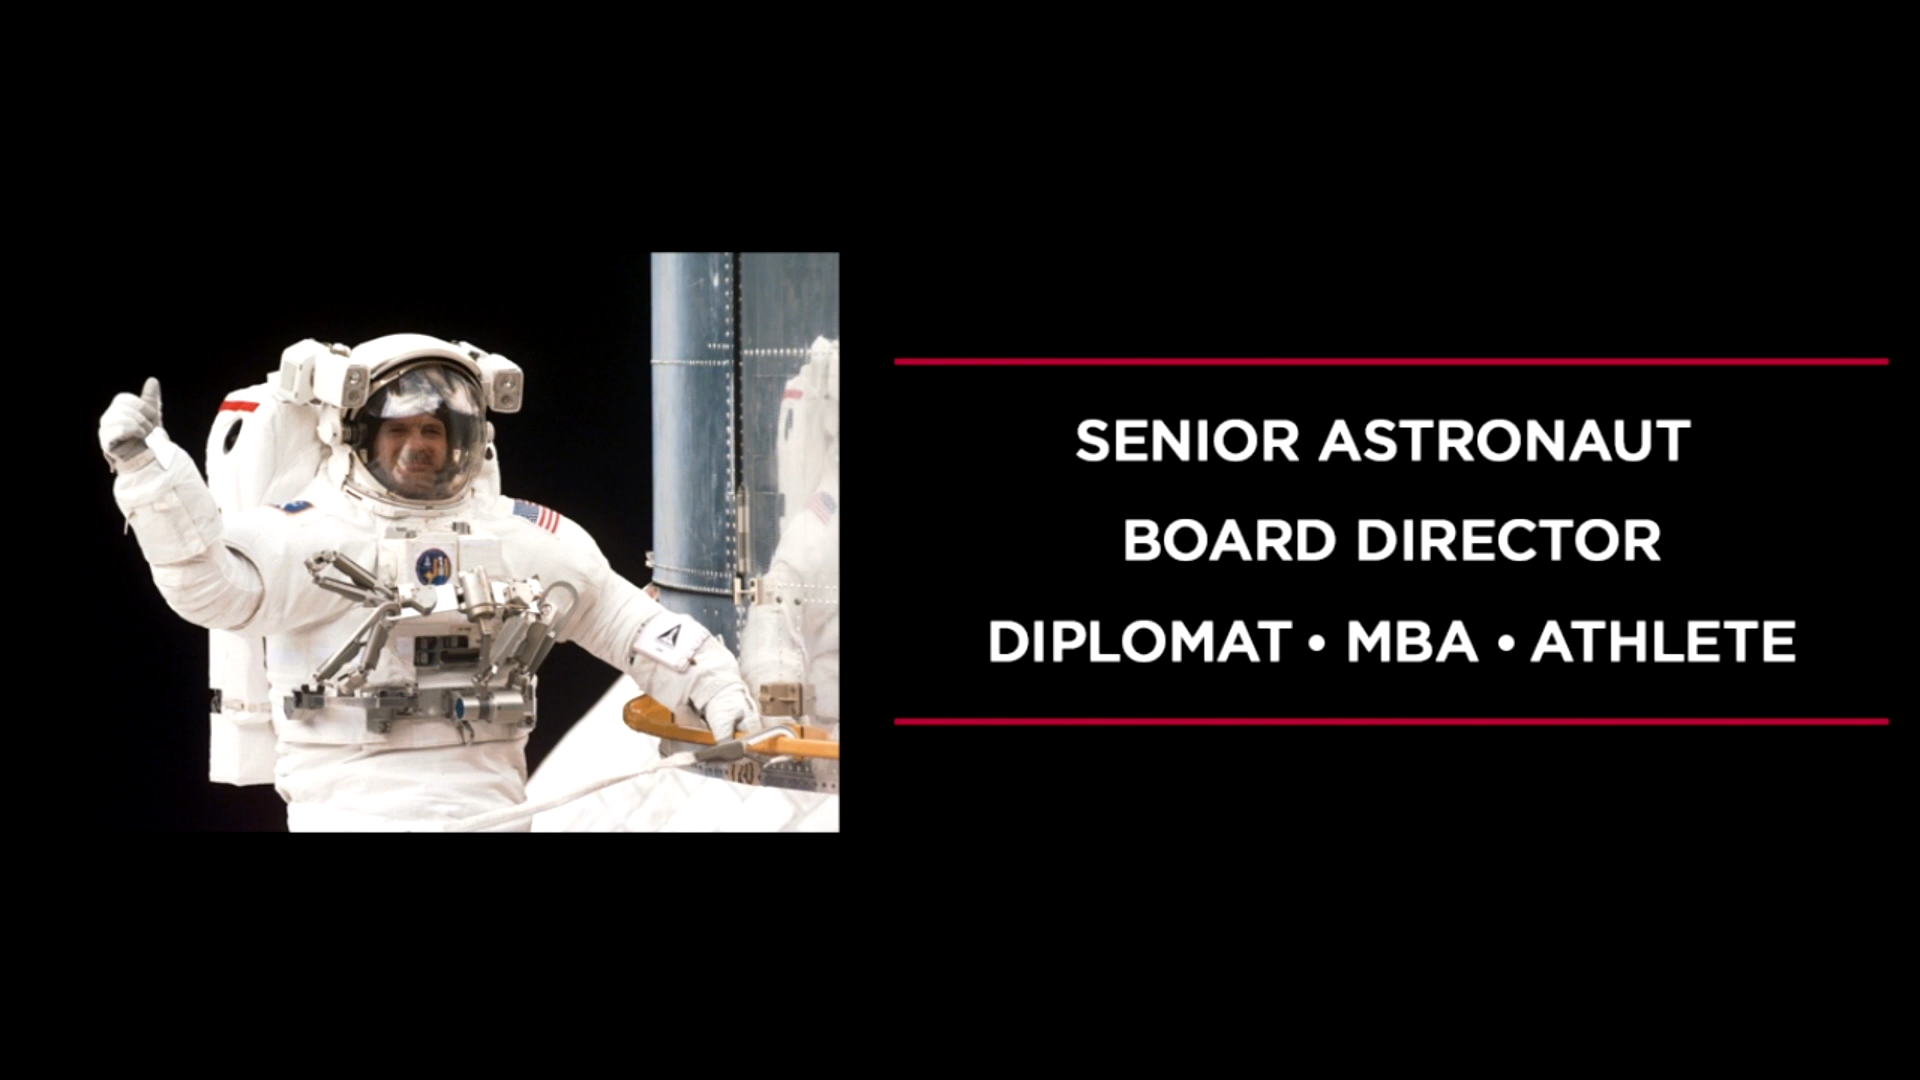 SENIOR ASTRONAUT
BOARD DIRECTOR
DIPLOMAT • MBA • ATHLETE